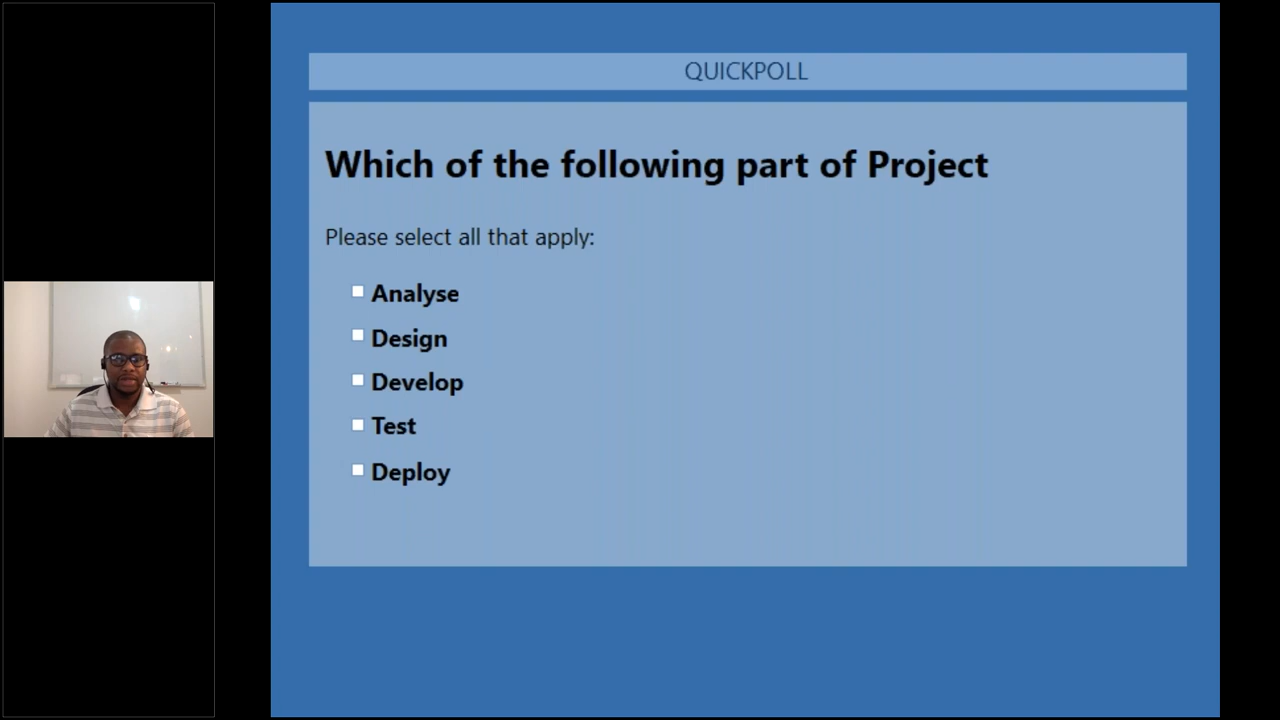 QUICKPOLL
Which of the following part of Project
Please select all that apply:
Analyse
Design
Develop
Test
Deploy